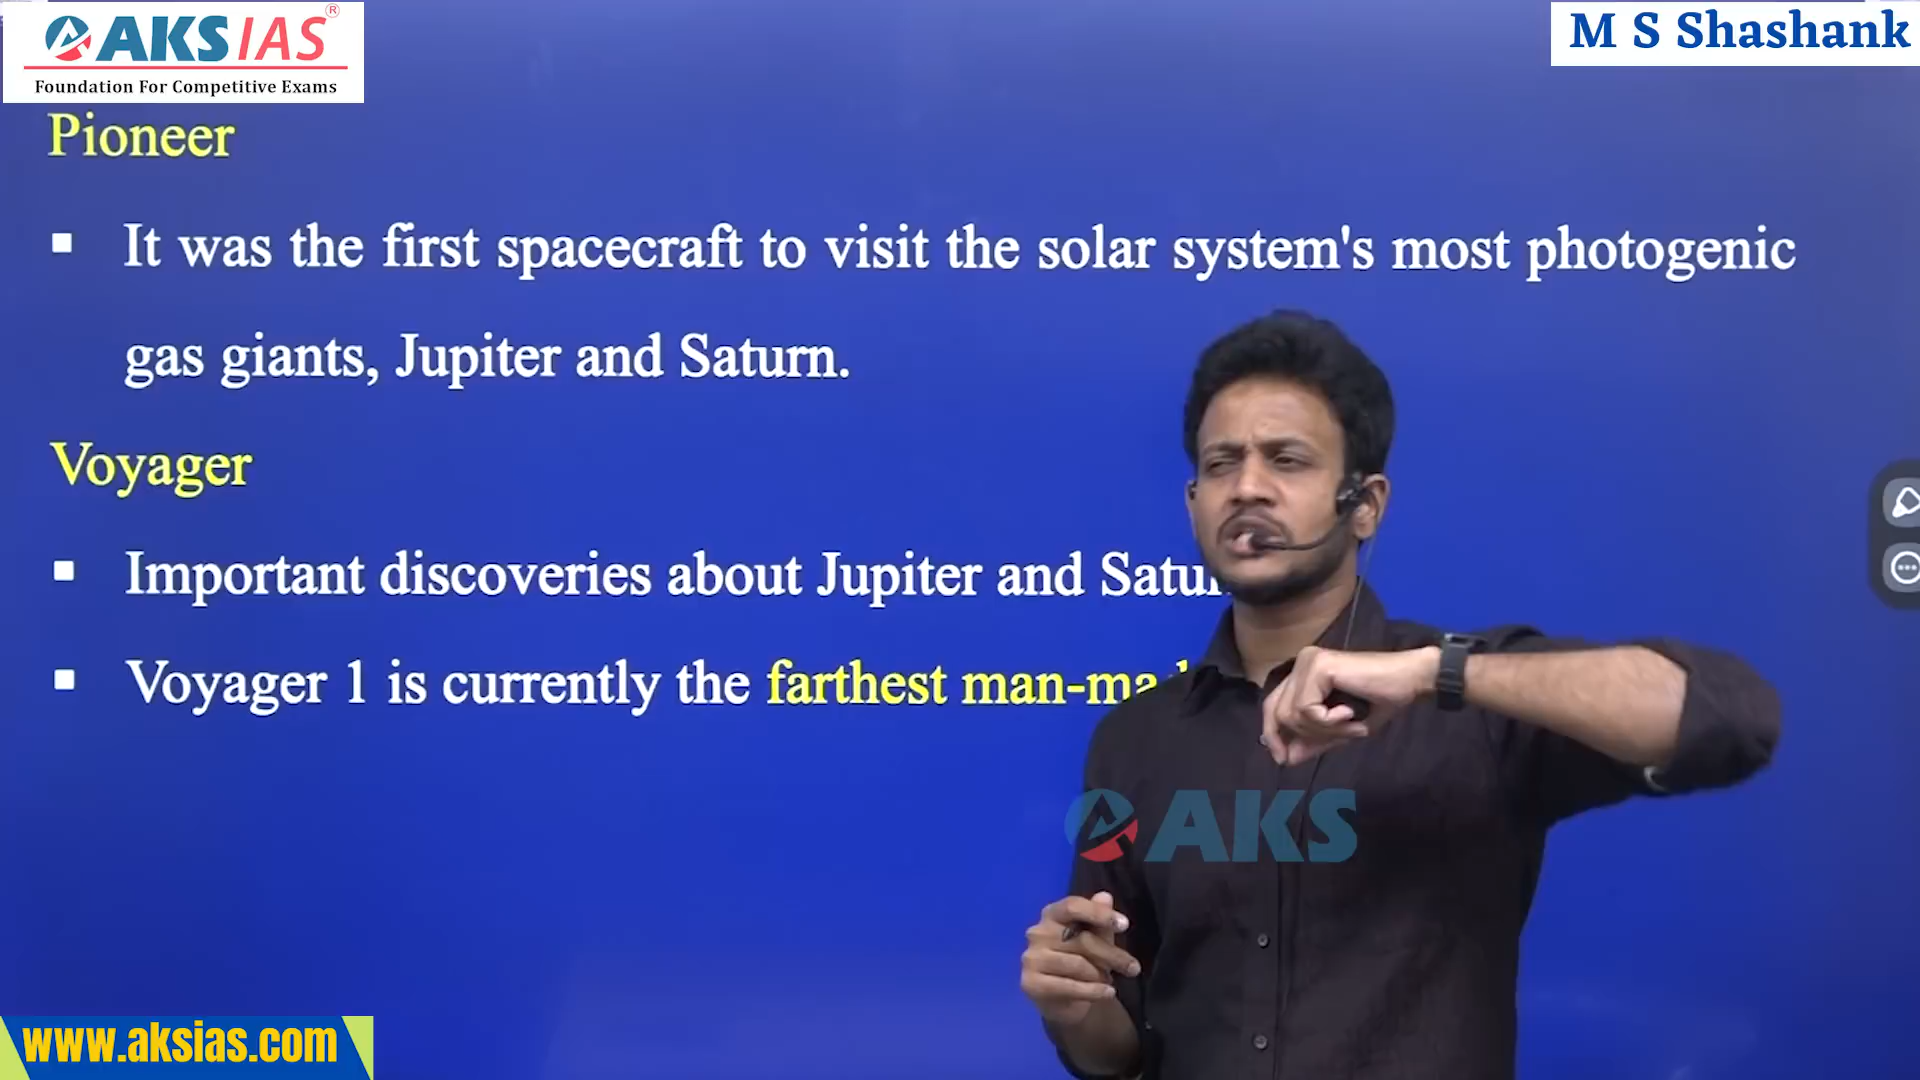 AKS IAS®
Foundation For Competitive Exams
M S Shashank
Pioneer
▪ It was the first spacecraft to visit the solar system's most photogenic
gas giants, Jupiter and Saturn.
Voyager
▪ Important discoveries about Jupiter and
▪ Voyager 1 is currently the farthest
AKS
www.aksias.com